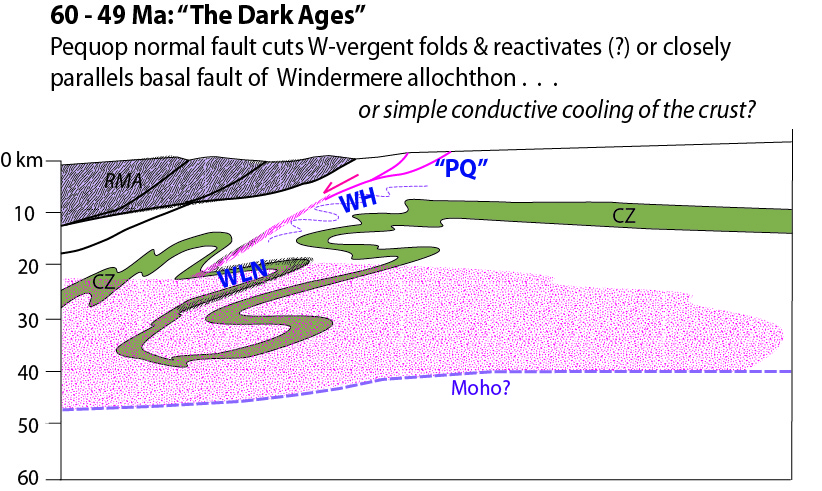 60 - 49 Ma: “The Dark Ages”
Pequop normal fault cuts W-vergent folds & reactivates (?) or closely
parallels basal fault of Windermere allochthon . . .
or simple conductive cooling of the crust?
0 km
RMA
“PQ”
WH
10
CZ
20
WLN
CZ
30
40
Moho?
50
60